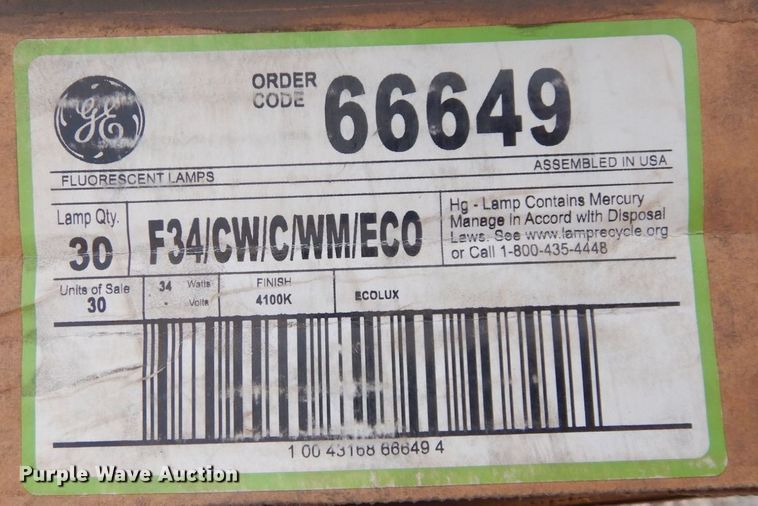 GE
ORDER CODE 66649
FLUORESCENT LAMPS
ASSEMBLED IN USA
Lamp Qty.
30
F34/CW/C/WM/ECO
Hg - Lamp Contains Mercury
Manage in Accord with Disposal
Laws. See www.lamprecycle.org
or Call 1-800-435-4448
Units of Sale
30
34 Watts
- Volts
FINISH
4100K
ECOLUX
1 00 43168 66649 4
Purple Wave Auction